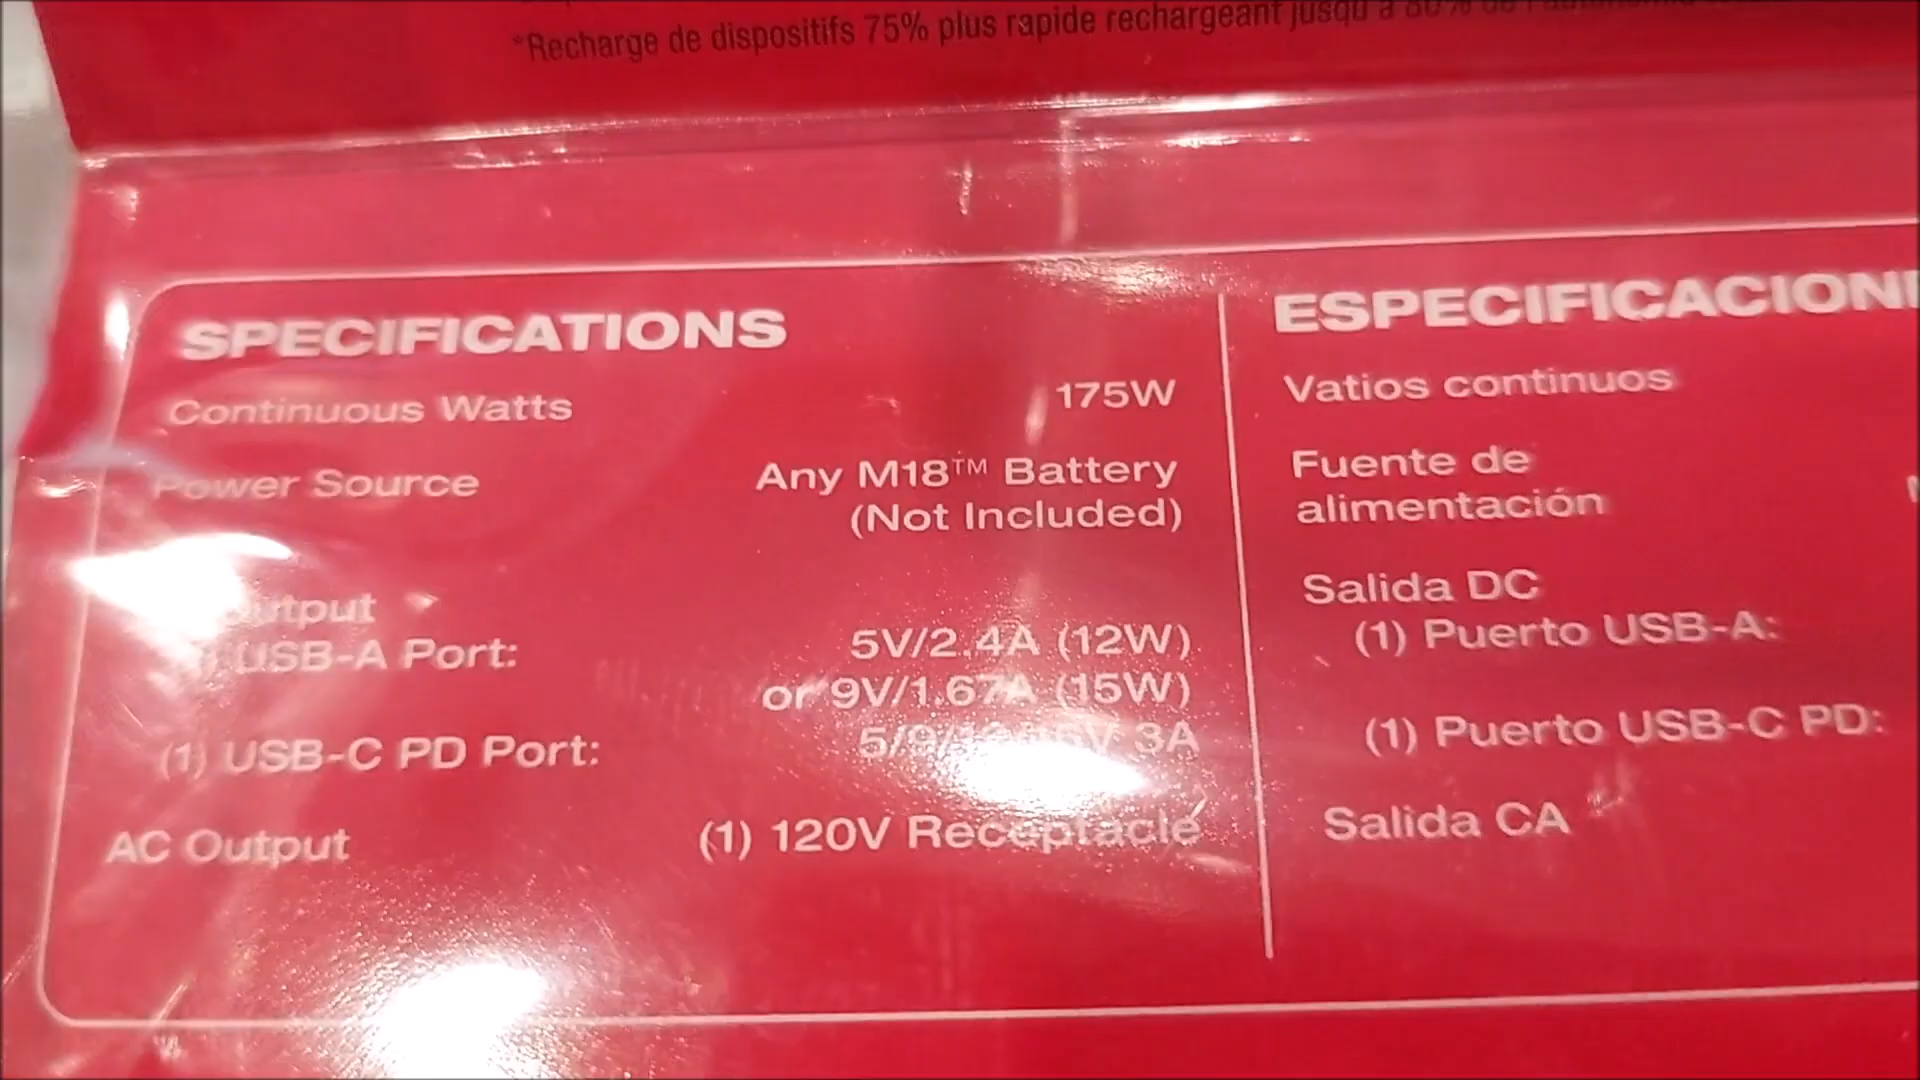 *Recharge de dispositifs 75% plus rapide rechargeant jusqu'à 80% de
SPECIFICATIONS
Continuous Watts 175W
Power Source Any M18™ Battery
(Not Included)
Output
USB-A Port: 5V/2.4A (12W)
or 9V/1.67A (15W)
(1) USB-C PD Port: 3A
AC Output (1) 120V Receptacle
ESPECIFICACION
Vatios continuos
Fuente de
alimentación
Salida DC
(1) Puerto USB-A:
(1) Puerto USB-C PD:
Salida CA